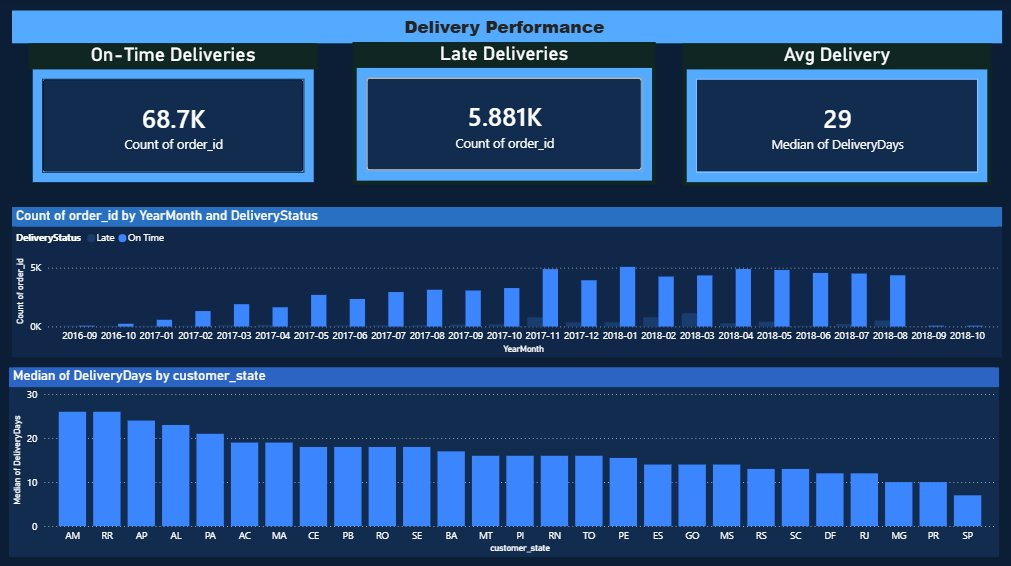 Delivery Performance
On-Time Deliveries
68.7K
Count of order_id
Late Deliveries
5.881K
Count of order_id
Avg Delivery
29
Median of DeliveryDays
Count of order_id by YearMonth and DeliveryStatus
DeliveryStatus Late On Time
Count of order_id
5K
0K
2016-09 2016-10 2017-01 2017-02 2017-03 2017-04 2017-05 2017-06 2017-07 2017-08 2017-09 2017-10 2017-11 2017-12 2018-01 2018-02 2018-03 2018-04 2018-05 2018-06 2018-07 2018-08 2018-09 2018-10
YearMonth
Median of DeliveryDays by customer_state
Median of DeliveryDays
30
20
10
0
AM RR AP AL PA AC MA CE PB RO SE BA MT PI RN TO PE ES GO MS RS SC DF RJ MG PR SP
customer_state